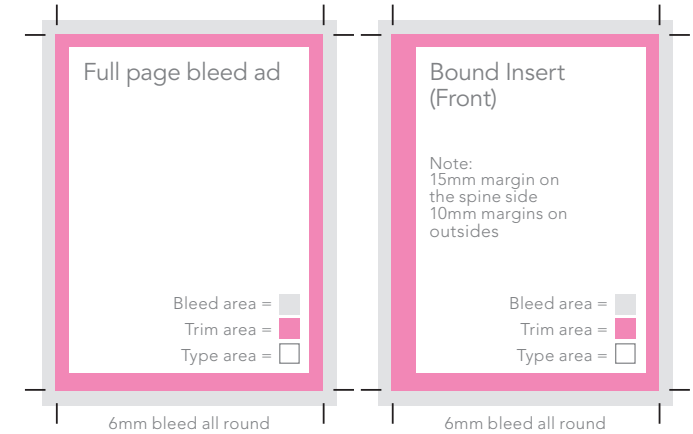 Full page bleed ad
Bleed area =
Trim area =
Type area =
6mm bleed all round
Bound Insert
(Front)
Note:
15mm margin on
the spine side
10mm margins on
outsides
Bleed area =
Trim area =
Type area =
6mm bleed all round